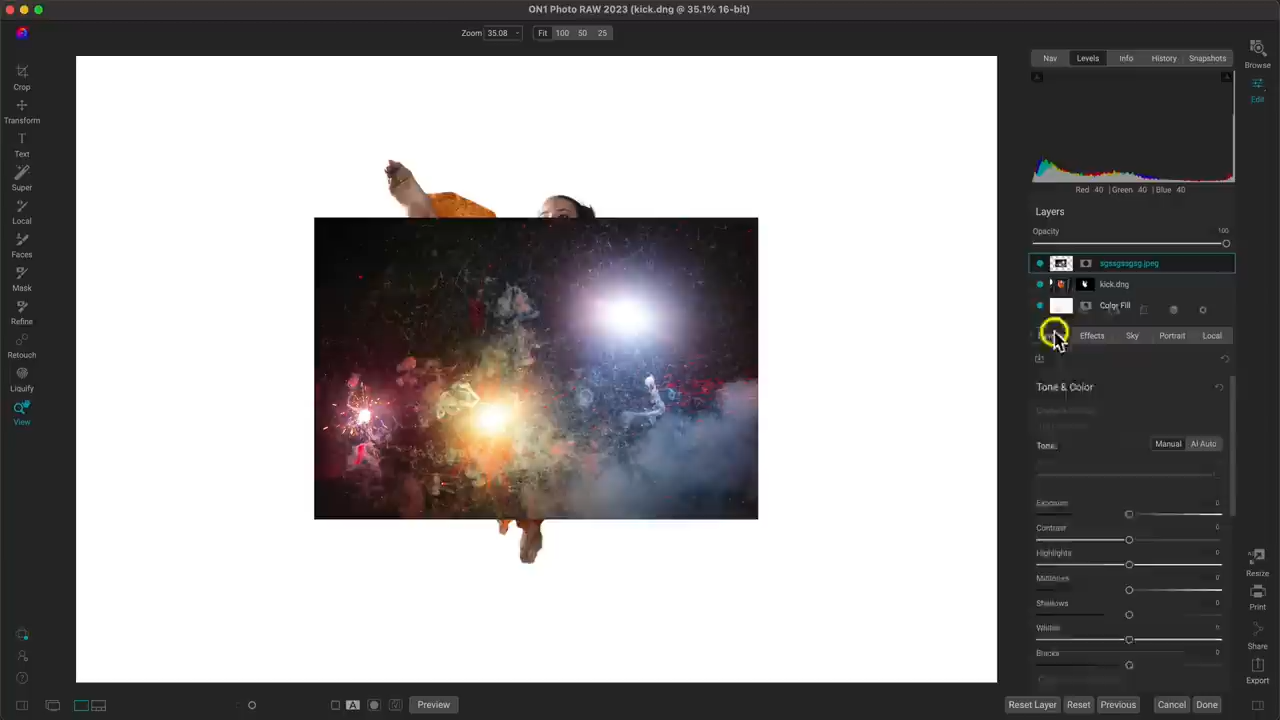 ON1 Photo RAW 2023 (kick.dng @ 35.1% 16-bit)
Zoom 35.08 Fit 100 50 25
Crop
Transform
Text
Super
Local
Faces
Mask
Refine
Retouch
Liquify
View
Nav Levels Info History Snapshots
Browse
Edit
Red 40 | Green 40 | Blue 40
Layers
Opacity 100
sgssgssgsg.jpeg
kick.dng
Color Fill
Effects Sky Portrait Local
Tone & Color
Tone Manual AI Auto
Exposure 0
Contrast 0
Highlights 0
Midtones 0
Shadows 0
Whites 0
Blacks 0
Resize
Print
Share
Export
A Preview Reset Layer Reset Previous Cancel Done